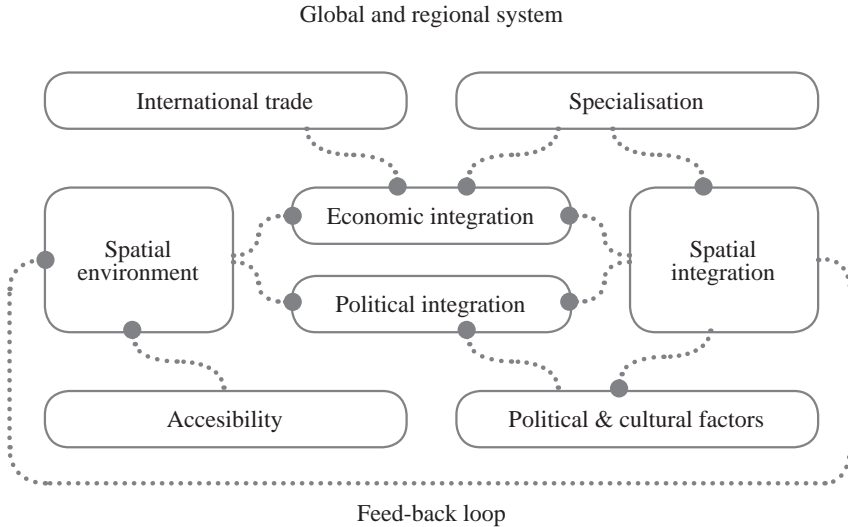 Global and regional system
International trade
Specialisation
Economic integration
Spatial
environment
Spatial
integration
Political integration
Accesibility
Political & cultural factors
Feed-back loop